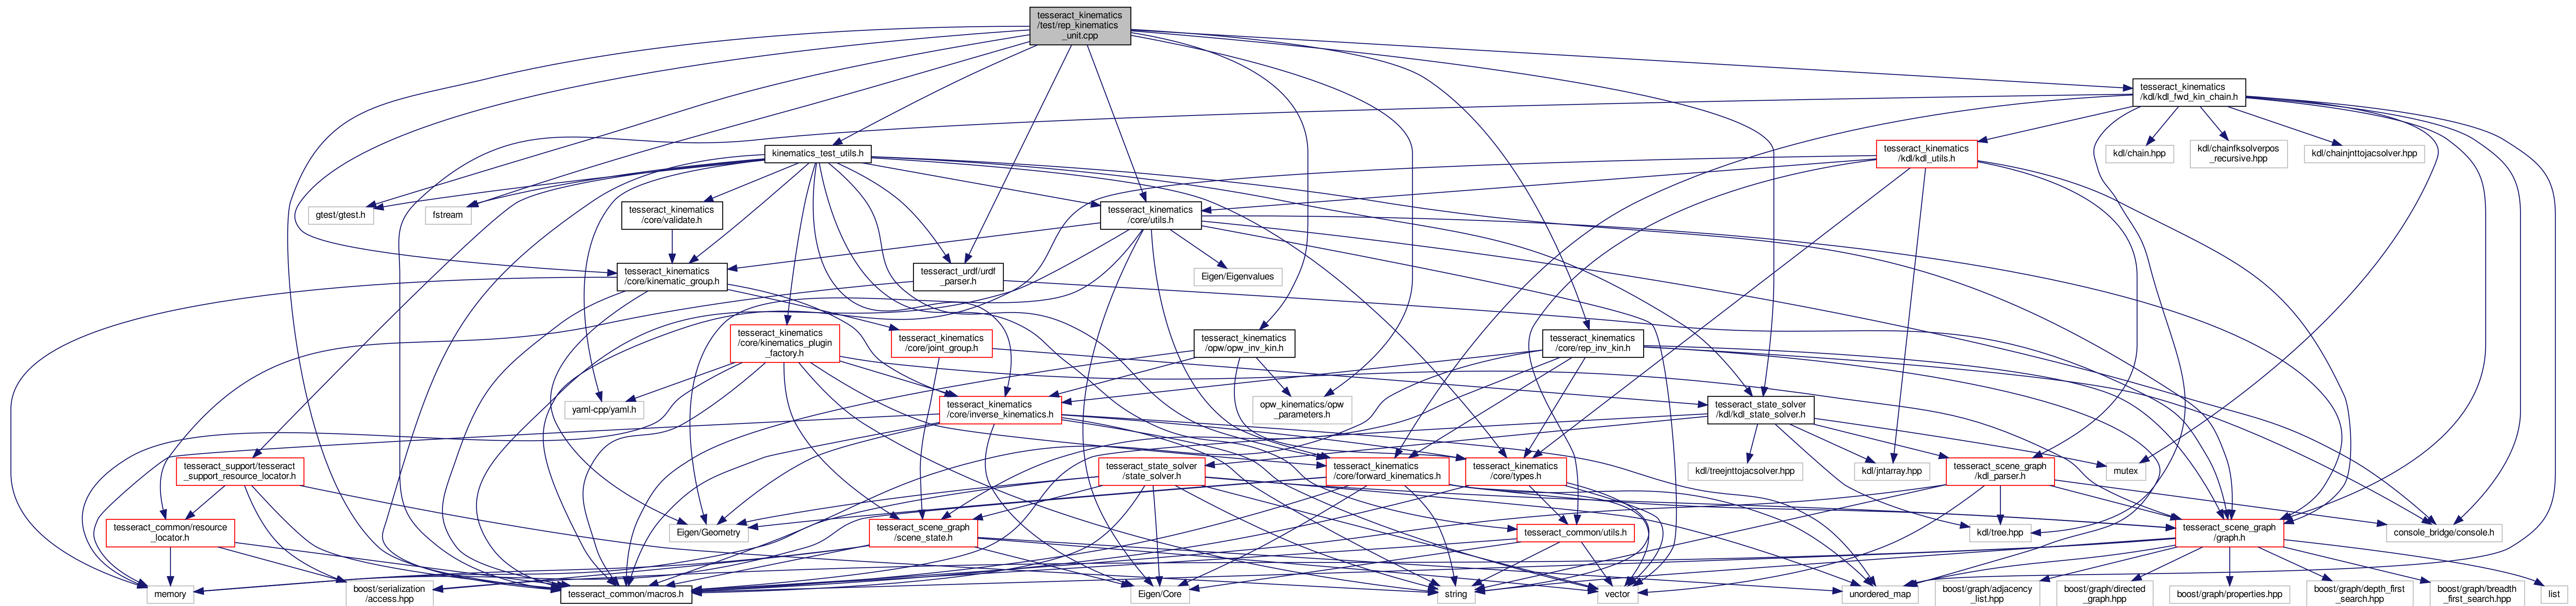 tesseract_kinematics
/test/rep_kinematics
_unit.cpp
tesseract_kinematics
/kdl/kdl_fwd_kin_chain.h
kinematics_test_utils.h
tesseract_kinematics
/kdl/kdl_utils.h
kdl/chain.hpp
kdl/chainfksolverpos
_recursive.hpp
kdl/chainjnttojacsolver.hpp
gtest/gtest.h
fstream
tesseract_kinematics
/core/validate.h
tesseract_kinematics
/core/utils.h
tesseract_kinematics
/core/kinematic_group.h
tesseract_urdf/urdf
_parser.h
Eigen/Eigenvalues
tesseract_kinematics
/core/kinematics_plugin
_factory.h
tesseract_kinematics
/core/joint_group.h
tesseract_kinematics
/opw/opw_inv_kin.h
tesseract_kinematics
/core/rep_inv_kin.h
yaml-cpp/yaml.h
tesseract_kinematics
/core/inverse_kinematics.h
opw_kinematics/opw
_parameters.h
tesseract_state_solver
/kdl/kdl_state_solver.h
tesseract_support/tesseract
_support_resource_locator.h
tesseract_state_solver
/state_solver.h
tesseract_kinematics
/core/forward_kinematics.h
tesseract_kinematics
/core/types.h
kdl/treejnttojacsolver.hpp
kdl/jntarray.hpp
tesseract_scene_graph
/kdl_parser.h
mutex
tesseract_common/resource
_locator.h
Eigen/Geometry
tesseract_scene_graph
/scene_state.h
tesseract_common/utils.h
kdl/tree.hpp
tesseract_scene_graph
/graph.h
console_bridge/console.h
memory
boost/serialization
/access.hpp
tesseract_common/macros.h
Eigen/Core
string
vector
unordered_map
boost/graph/adjacency
_list.hpp
boost/graph/directed
_graph.hpp
boost/graph/properties.hpp
boost/graph/depth_first
_search.hpp
boost/graph/breadth
_first_search.hpp
list